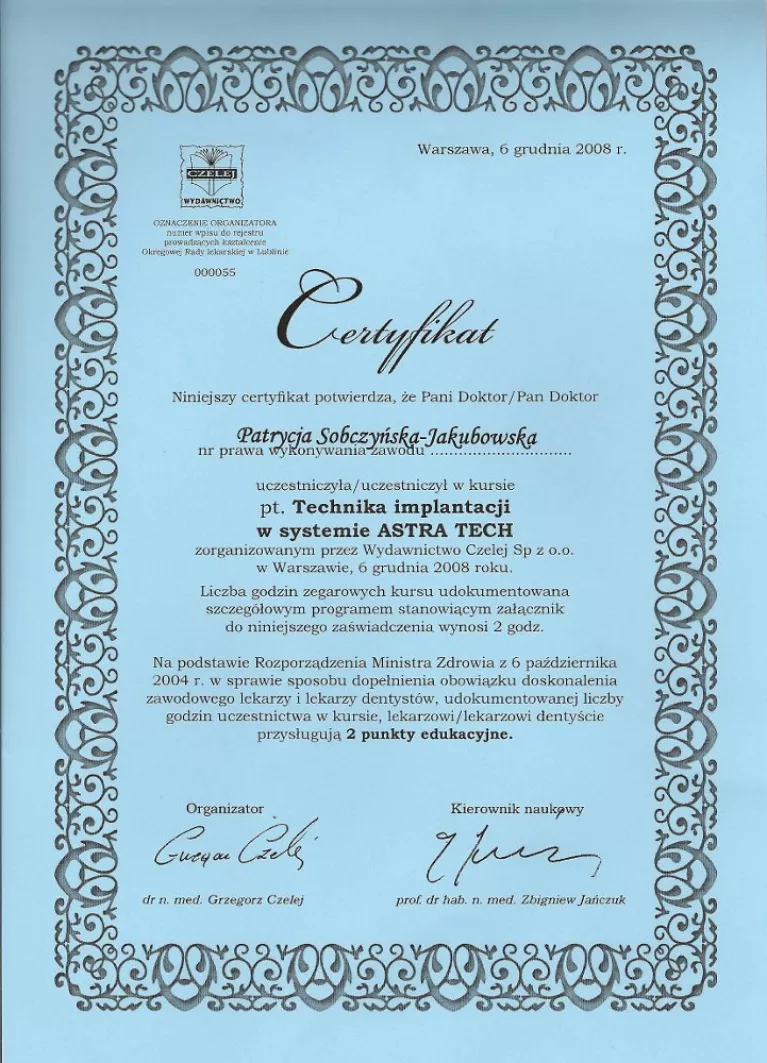 Warszawa, 6 grudnia 2008 r.
CZELEJ
WYDAWNICTWO
OZNACZENIE ORGANIZATORA
numer wpisu do rejestru
prowadzących kształcenie
Okręgowej Rady lekarskiej w Lublinie
000055
Certyfikat
Niniejszy certyfikat potwierdza, że Pani Doktor/Pan Doktor
Patrycja Sobczyńska-Jakubowska
nr prawa wykonywania zawodu ................................
uczestniczyła/uczestniczył w kursie
pt. Technika implantacji
w systemie ASTRA TECH
zorganizowanym przez Wydawnictwo Czelej Sp z o.o.
w Warszawie, 6 grudnia 2008 roku.
Liczba godzin zegarowych kursu udokumentowana
szczegółowym programem stanowiącym załącznik
do niniejszego zaświadczenia wynosi 2 godz.
Na podstawie Rozporządzenia Ministra Zdrowia z 6 października
2004 r. w sprawie sposobu dopełnienia obowiązku doskonalenia
zawodowego lekarzy i lekarzy dentystów, udokumentowanej liczby
godzin uczestnictwa w kursie, lekarzowi/lekarzowi dentyście
przysługują 2 punkty edukacyjne.
Organizator
Kierownik naukowy
Grzegorz Czelej
dr n. med. Grzegorz Czelej
prof. dr hab. n. med. Zbigniew Jańczuk